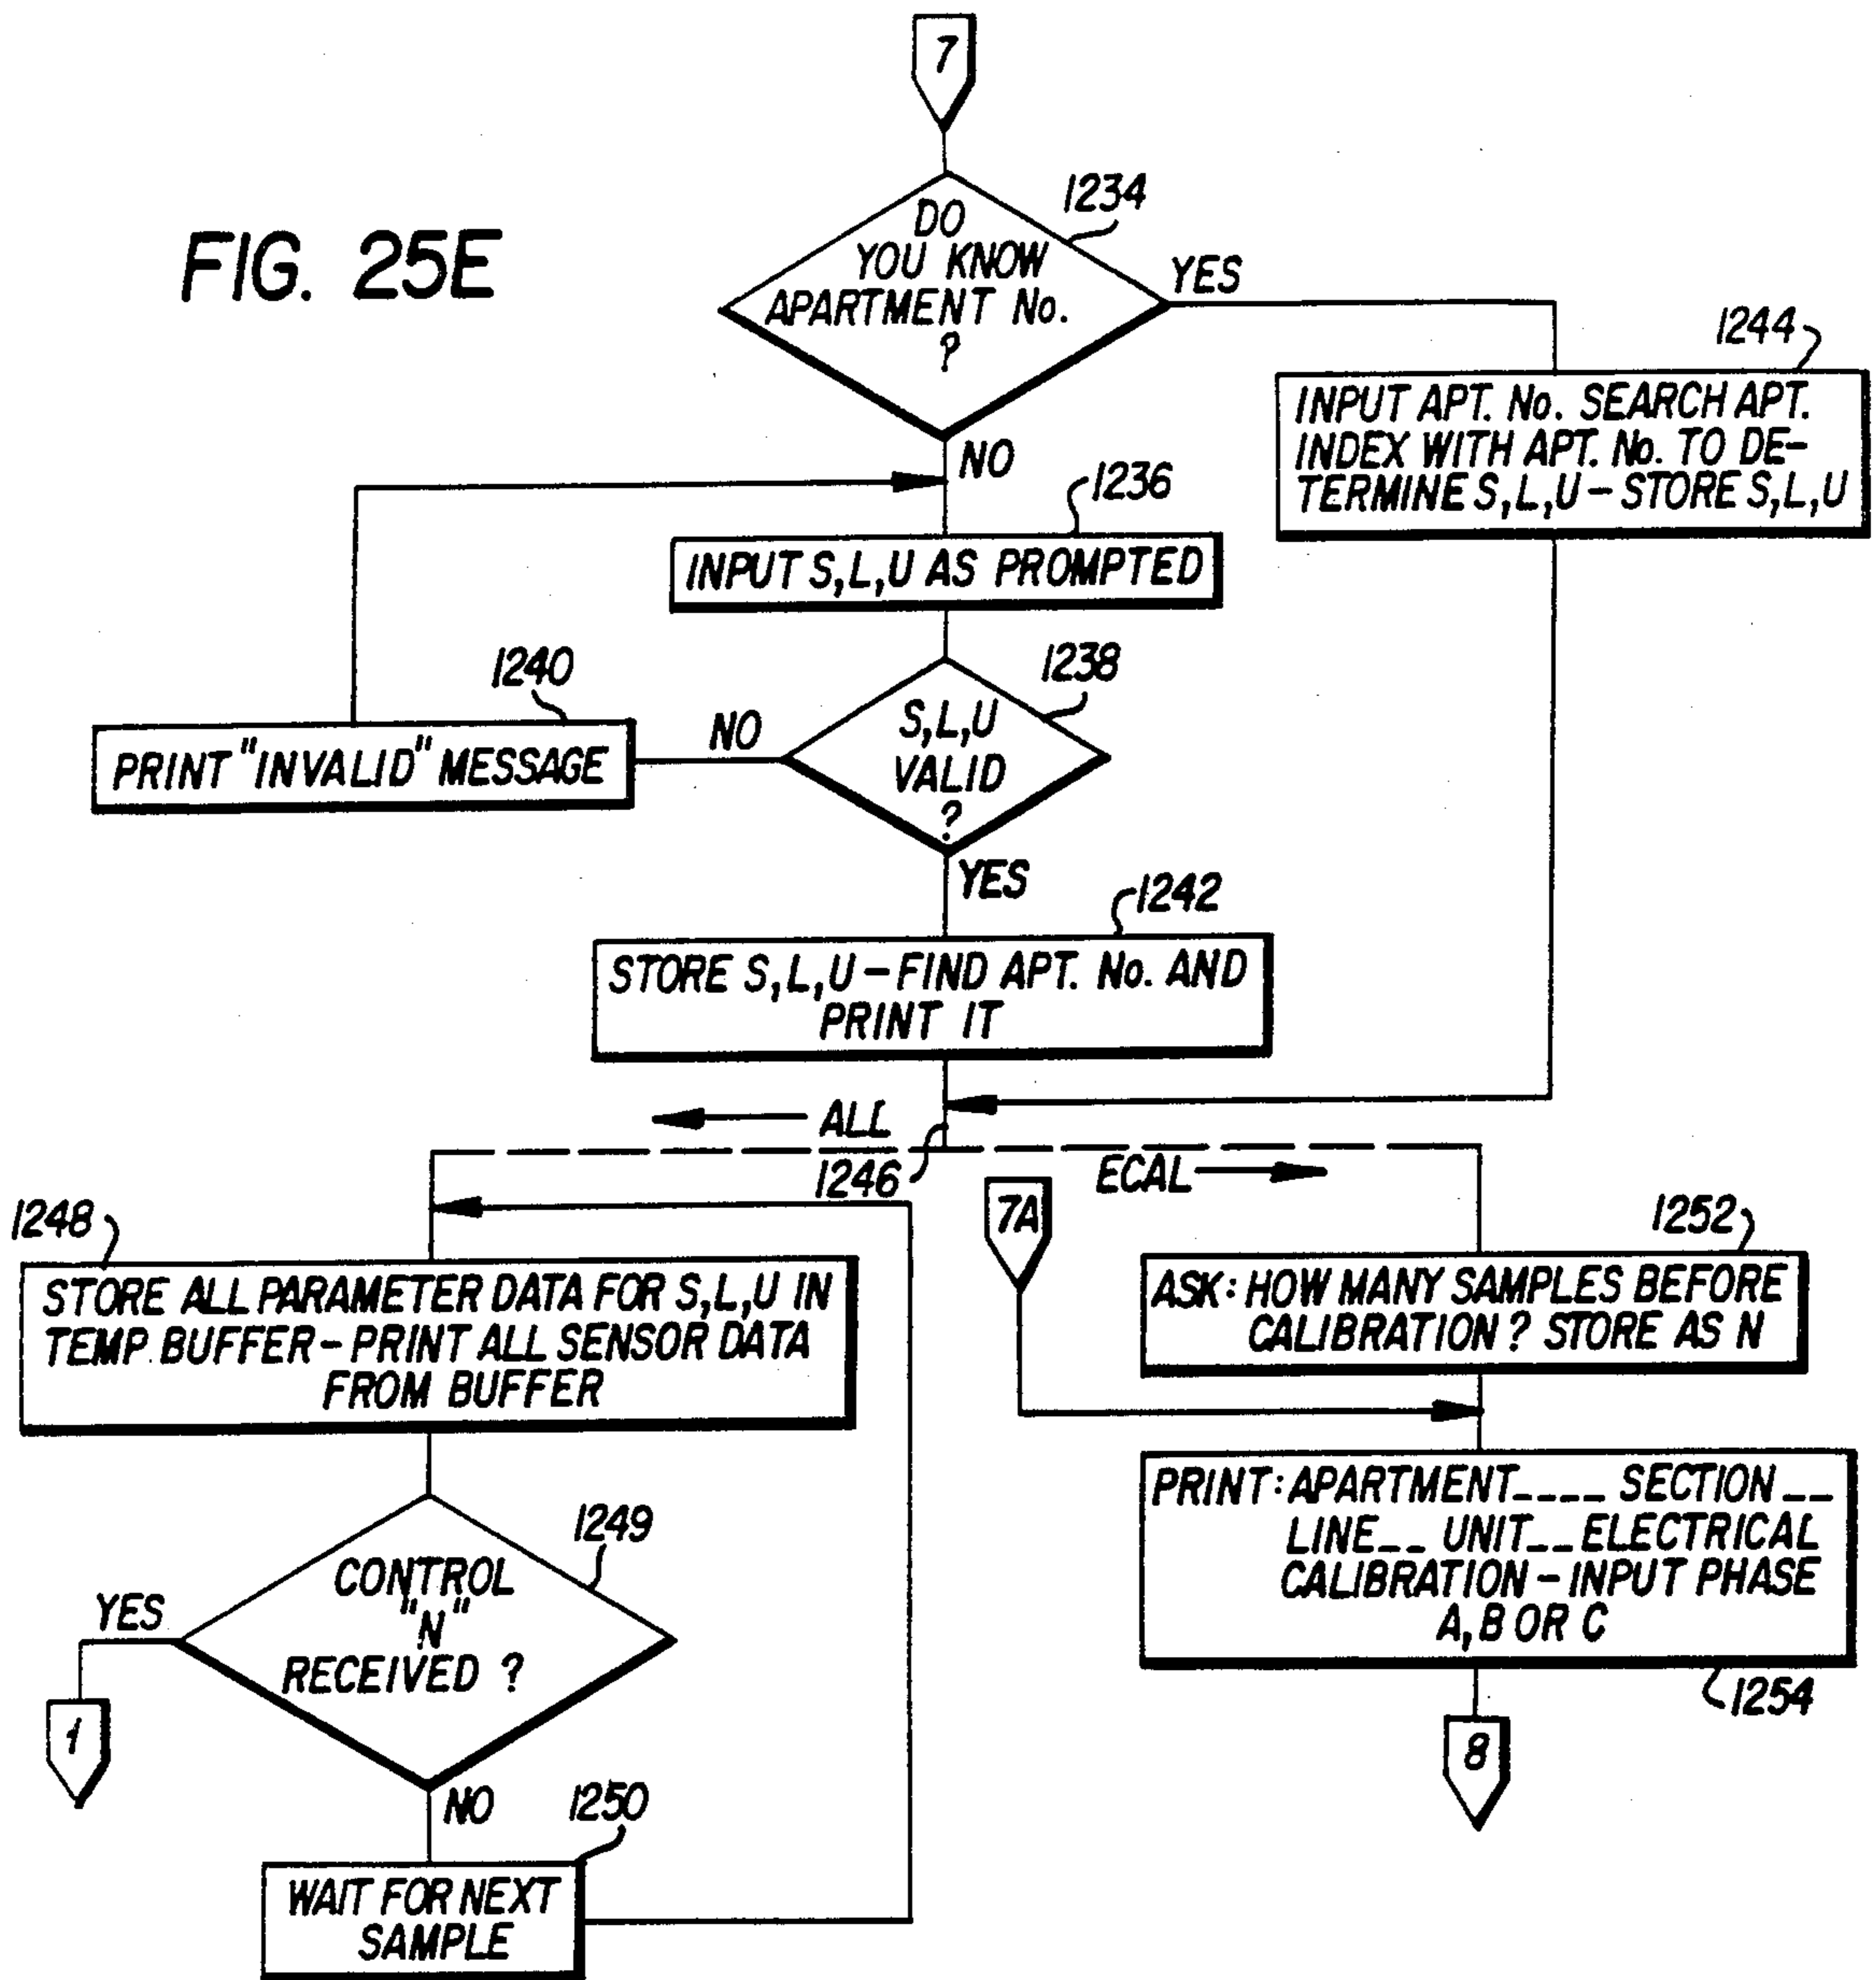 7
FIG. 25E
1234
DO
YOU KNOW
APARTMENT No.
?
YES
NO
1244
INPUT APT. No. SEARCH APT.
INDEX WITH APT. No. TO DE-
TERMINE S,L,U - STORE S,L,U
1236
INPUT S,L,U AS PROMPTED
1240
PRINT "INVALID" MESSAGE
NO
1238
S,L,U
VALID
?
YES
1242
STORE S,L,U - FIND APT. No. AND
PRINT IT
ALL
1246
ECAL
7A
1248
STORE ALL PARAMETER DATA FOR S,L,U IN
TEMP. BUFFER - PRINT ALL SENSOR DATA
FROM BUFFER
1252
ASK: HOW MANY SAMPLES BEFORE
CALIBRATION ? STORE AS N
1249
CONTROL
"N"
RECEIVED ?
YES
1
NO
1250
WAIT FOR NEXT
SAMPLE
PRINT: APARTMENT____ SECTION __
LINE__ UNIT__ ELECTRICAL
CALIBRATION - INPUT PHASE
A, B OR C
1254
8